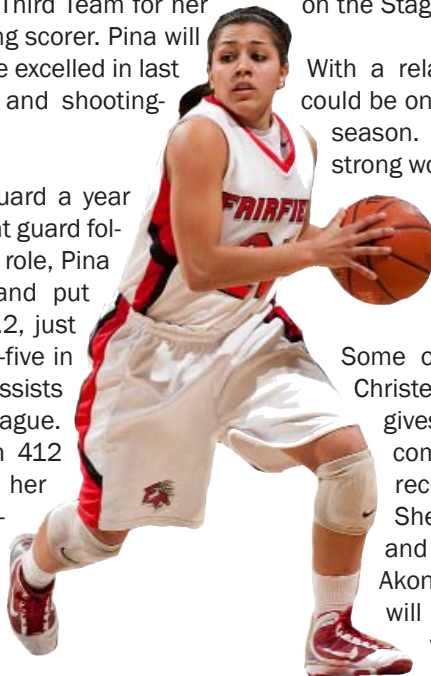 Third Team for her
ng scorer. Pina will
e excelled in last
and shooting-
uard a year
nt guard fol-
role, Pina
and put
.2, just
-five in
ssists
ague.
n 412
her
-
on the Stag
With a rela
could be on
season.
strong wo
Some o
Christe
gives
com
rec
She
and
Akon
will
FAIRFIE